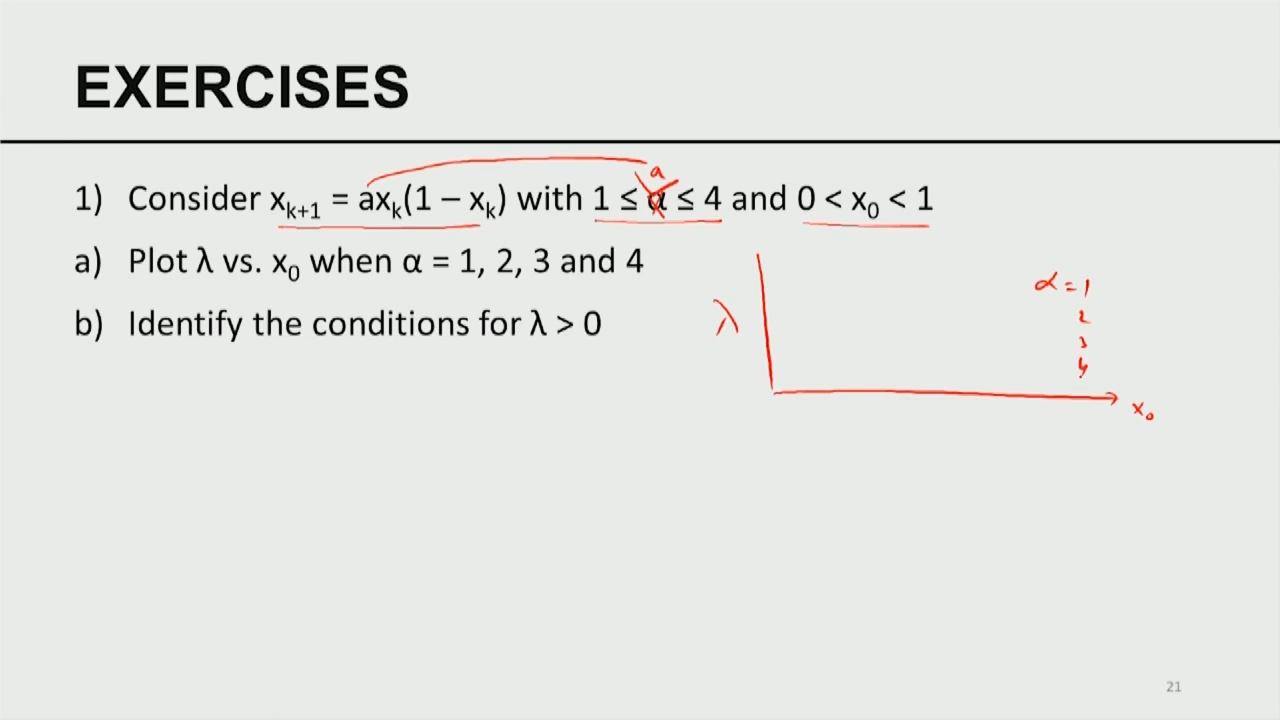 EXERCISES
a
1) Consider xₖ₊₁ = axₖ(1 – xₖ) with 1 ≤ α ≤ 4 and 0 < x₀ < 1
a) Plot λ vs. x₀ when α = 1, 2, 3 and 4
b) Identify the conditions for λ > 0
λ
α = 1
2
3
4
x₀
21